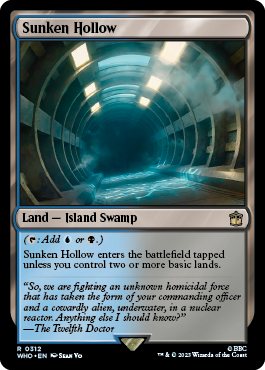 Sunken Hollow
Land — Island Swamp
(: Add or .)
Sunken Hollow enters the battlefield tapped
unless you control two or more basic lands.
"So, we are fighting an unknown homicidal force
that has taken the form of your commanding officer
and a cowardly alien, underwater, in a nuclear
reactor. Anything else I should know?"
—The Twelfth Doctor
R 0312
WHO • EN Sean Vo
© BBC
™ & © 2023 Wizards of the Coast